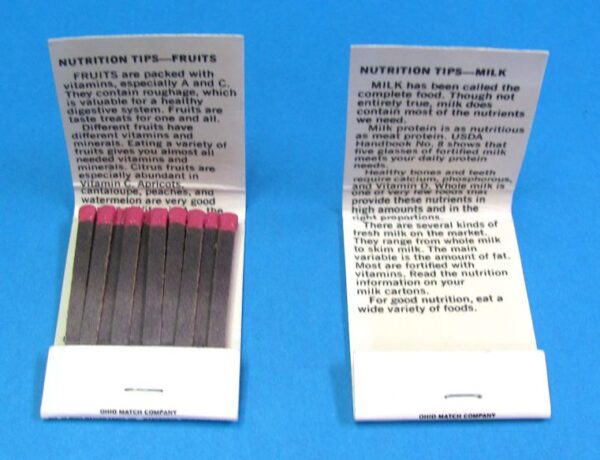 NUTRITION TIPS—FRUITS
FRUITS are packed with
vitamins, especially A and C.
They contain roughage, which
is valuable for a healthy
digestive system. Fruits are
taste treats for one and all.
Different fruits have
different vitamins and
minerals. Eating a variety of
fruits gives you almost all
needed vitamins and
minerals. Citrus fruits are
especially abundant in
Vitamin C. Apricots,
cantaloupe, peaches, and
watermelon are very good
the
OHIO MATCH COMPANY
NUTRITION TIPS—MILK
MILK has been called the
complete food. Though not
entirely true, milk does
contain most of the nutrients
we need.
Milk protein is as nutritious
as meat protein. USDA
Handbook No. 8 shows that
five glasses of fortified milk
meets your daily protein
needs.
Healthy bones and teeth
require calcium, phosphorous,
and Vitamin D. Whole milk is
one of very few foods that
provide these nutrients in
high amounts and in the
right proportions.
There are several kinds of
fresh milk on the market.
They range from whole milk
to skim milk. The main
variable is the amount of fat.
Most are fortified with
vitamins. Read the nutrition
information on your
milk cartons.
For good nutrition, eat a
wide variety of foods.
OHIO MATCH COMPANY